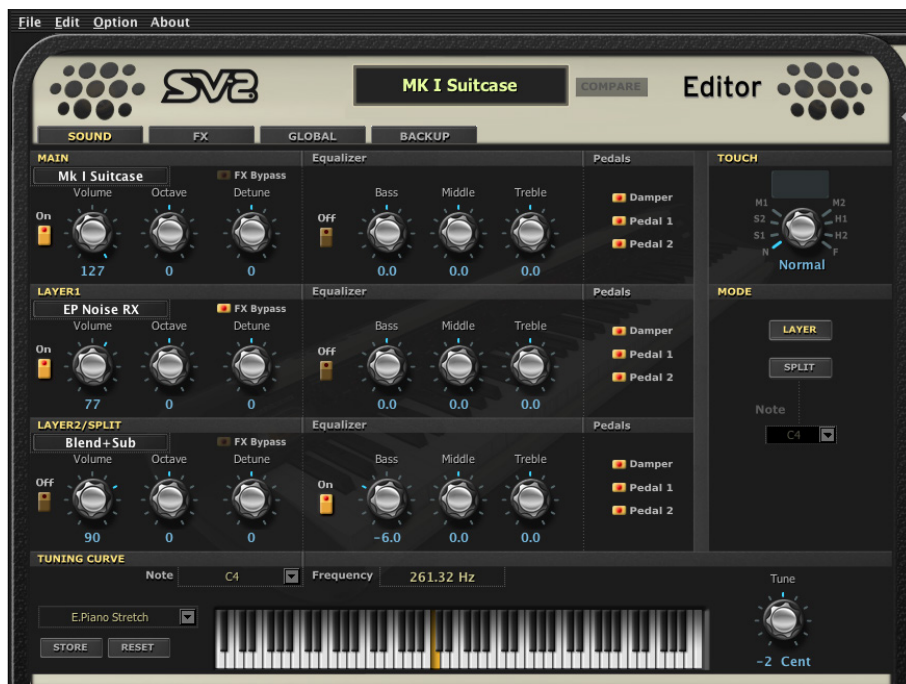 File Edit Option About
SV2 MK I Suitcase COMPARE Editor
SOUND FX GLOBAL BACKUP
MAIN Equalizer Pedals TOUCH
Mk I Suitcase FX Bypass
Volume Octave Detune Bass Middle Treble
On Off
Damper
Pedal 1
Pedal 2
127 0 0 0.0 0.0 0.0
M1 M2
S2 H1
S1 H2
N F
Normal
LAYER1 Equalizer Pedals MODE
EP Noise RX FX Bypass
Volume Octave Detune Bass Middle Treble
On Off
Damper
Pedal 1
Pedal 2
77 0 0 0.0 0.0 0.0
LAYER
SPLIT
Note
C4
LAYER2/SPLIT Equalizer Pedals
Blend+Sub FX Bypass
Volume Octave Detune Bass Middle Treble
Off On
Damper
Pedal 1
Pedal 2
90 0 0 -6.0 0.0 0.0
TUNING CURVE
Note C4 Frequency 261.32 Hz
Tune
E.Piano Stretch
STORE RESET
-2 Cent